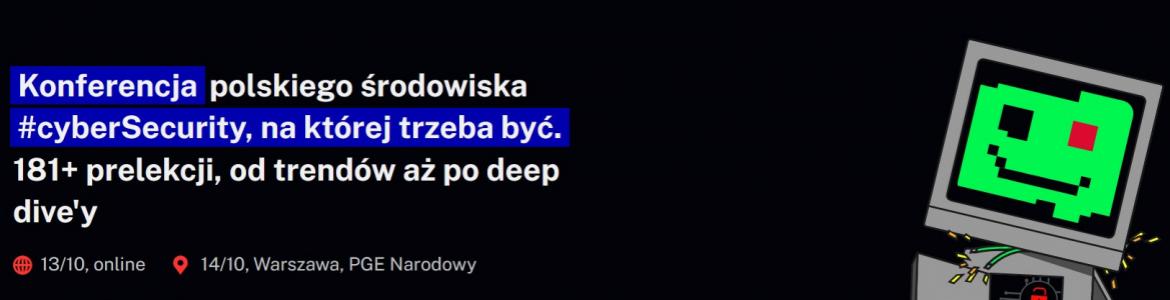 Konferencja polskiego środowiska
#cyberSecurity, na której trzeba być.
181+ prelekcji, od trendów aż po deep
dive'y
13/10, online 14/10, Warszawa, PGE Narodowy